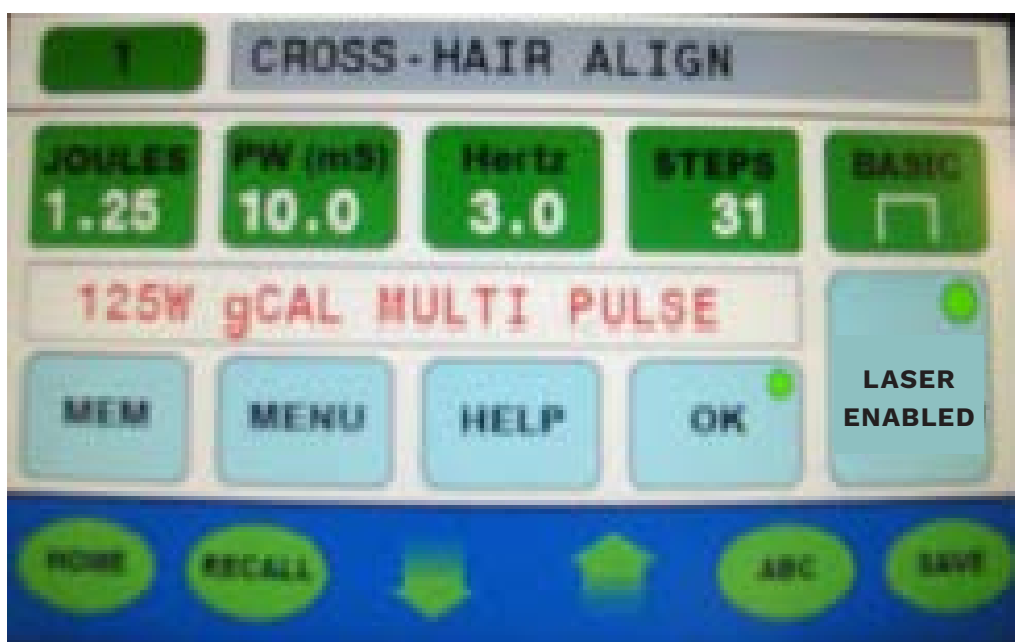 1 CROSS-HAIR ALIGN
JOULES PW (mS) Hertz STEPS BASIC
1.25 10.0 3.0 31
125W gCAL MULTI PULSE
LASER
ENABLED
MEM MENU HELP OK
HOME RECALL ABC SAVE